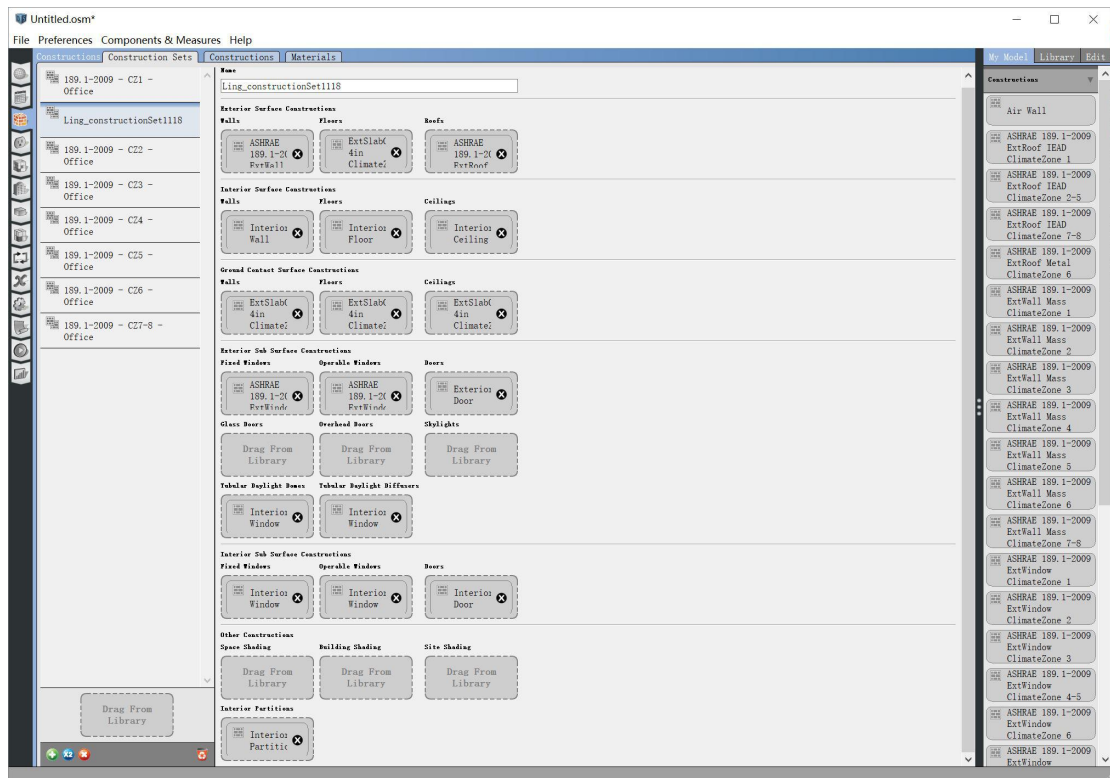 Untitled.osm*
File Preferences Components & Measures Help
Constructions Construction Sets Constructions Materials
My Model Library Edit
189.1-2009 - CZ1 -
Office
Ling_constructionSet1118
189.1-2009 - CZ2 -
Office
189.1-2009 - CZ3 -
Office
189.1-2009 - CZ4 -
Office
189.1-2009 - CZ5 -
Office
189.1-2009 - CZ6 -
Office
189.1-2009 - CZ7-8 -
Office
Drag From
Library
X2
Name
Ling_constructionSet1118
Exterior Surface Constructions
Walls Floors Roofs
ASHRAE
189.1-20
ExtWall
ExtSlab
4in
Climate
ASHRAE
189.1-20
ExtRoof
Interior Surface Constructions
Walls Floors Ceilings
Interior
Wall
Interior
Floor
Interior
Ceiling
Ground Contact Surface Constructions
Walls Floors Ceilings
ExtSlab
4in
Climate
ExtSlab
4in
Climate
ExtSlab
4in
Climate
Exterior Sub Surface Constructions
Fixed Windows Operable Windows Doors
ASHRAE
189.1-20
ExtWind
ASHRAE
189.1-20
ExtWind
Exterior
Door
Glass Doors Overhead Doors Skylights
Drag From
Library
Drag From
Library
Drag From
Library
Tubular Daylight Domes Tubular Daylight Diffusers
Interior
Window
Interior
Window
Interior Sub Surface Constructions
Fixed Windows Operable Windows Doors
Interior
Window
Interior
Window
Interior
Door
Other Constructions
Space Shading Building Shading Site Shading
Drag From
Library
Drag From
Library
Drag From
Library
Interior Partitions
Interior
Partitic
Constructions
Air Wall
ASHRAE 189.1-2009
ExtRoof IEAD
ClimateZone 1
ASHRAE 189.1-2009
ExtRoof IEAD
ClimateZone 2-5
ASHRAE 189.1-2009
ExtRoof IEAD
ClimateZone 7-8
ASHRAE 189.1-2009
ExtRoof Metal
ClimateZone 6
ASHRAE 189.1-2009
ExtWall Mass
ClimateZone 1
ASHRAE 189.1-2009
ExtWall Mass
ClimateZone 2
ASHRAE 189.1-2009
ExtWall Mass
ClimateZone 3
ASHRAE 189.1-2009
ExtWall Mass
ClimateZone 4
ASHRAE 189.1-2009
ExtWall Mass
ClimateZone 5
ASHRAE 189.1-2009
ExtWall Mass
ClimateZone 6
ASHRAE 189.1-2009
ExtWall Mass
ClimateZone 7-8
ASHRAE 189.1-2009
ExtWindow
ClimateZone 1
ASHRAE 189.1-2009
ExtWindow
ClimateZone 2
ASHRAE 189.1-2009
ExtWindow
ClimateZone 3
ASHRAE 189.1-2009
ExtWindow
ClimateZone 4-5
ASHRAE 189.1-2009
ExtWindow
ClimateZone 6
ASHRAE 189.1-2009
ExtWindow